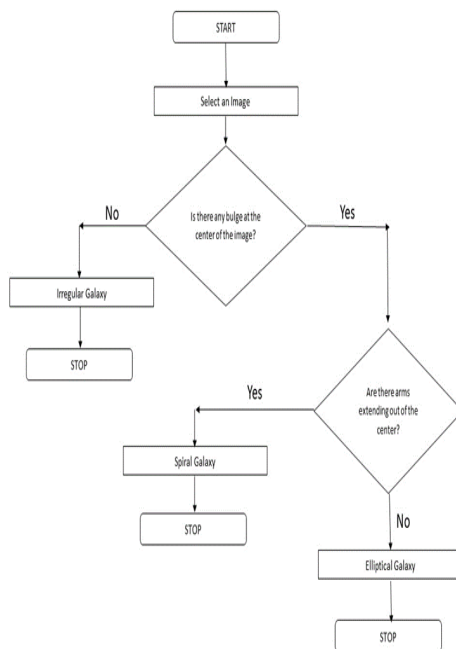 START
Select an Image
Is there any bulge at the
center of the image?
No
Yes
Irregular Galaxy
STOP
Are there arms
extending out of the
center?
Yes
Spiral Galaxy
STOP
No
Elliptical Galaxy
STOP